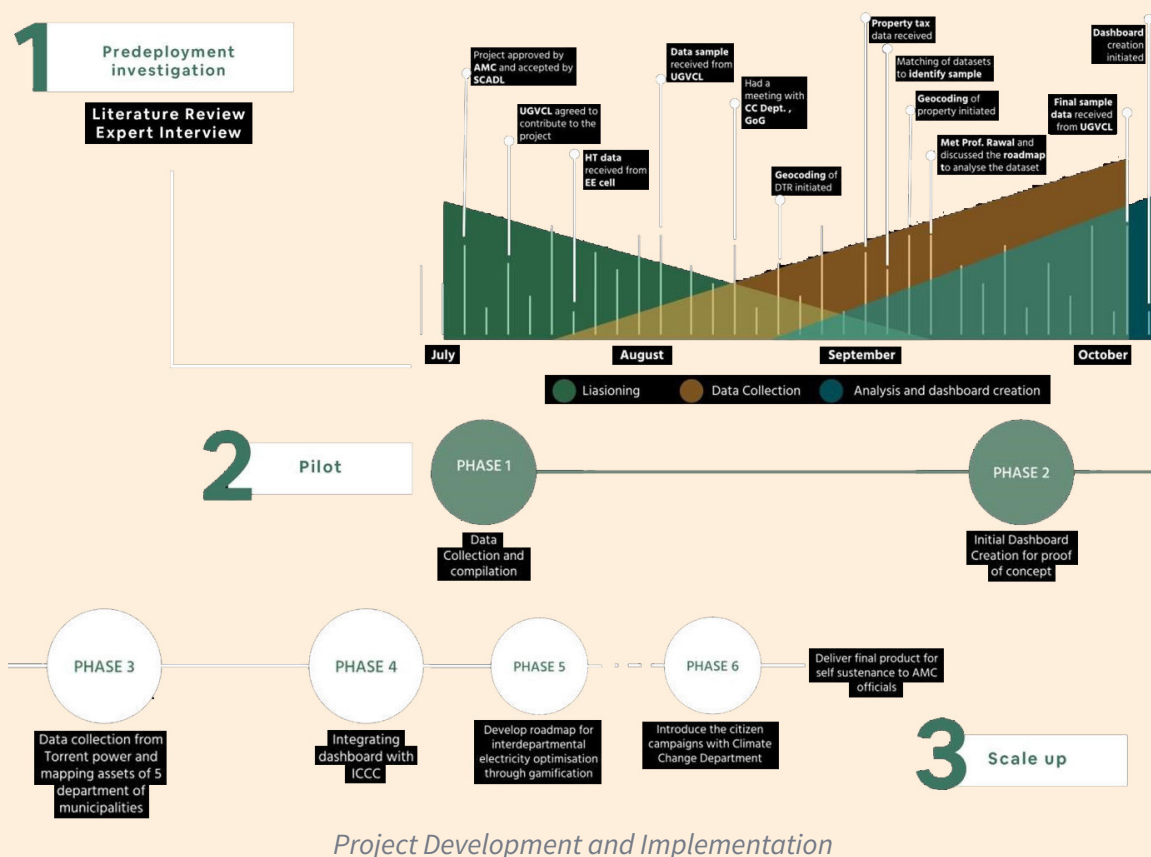 1
Predeployment
investigation
Literature Review
Expert Interview
Project approved by
AMC and accepted by
SCADL
UGVCL agreed to
contribute to the
project
HT data
received from
EE cell
Data sample
received from
UGVCL
Had a
meeting with
CC Dept. ,
GoG
Geocoding of
DTR initiated
Property tax
data received
Matching of datasets
to identify sample
Geocoding of
property initiated
Met Prof. Rawal and
discussed the roadmap
to analyse the dataset
Final sample
data received
from UGVCL
Dashboard
creation
initiated
July
August
September
October
Liasioning
Data Collection
Analysis and dashboard creation
2
Pilot
PHASE 1
Data
Collection and
compilation
PHASE 2
Initial Dashboard
Creation for proof
of concept
PHASE 3
Data collection from
Torrent power and
mapping assets of 5
department of
municipalities
PHASE 4
Integrating
dashboard with
ICCC
PHASE 5
Develop roadmap for
interdepartmental
electricity optimisation
through gamification
PHASE 6
Introduce the citizen
campaigns with Climate
Change Department
Deliver final product for
self sustenance to AMC
officials
3
Scale up
Project Development and Implementation